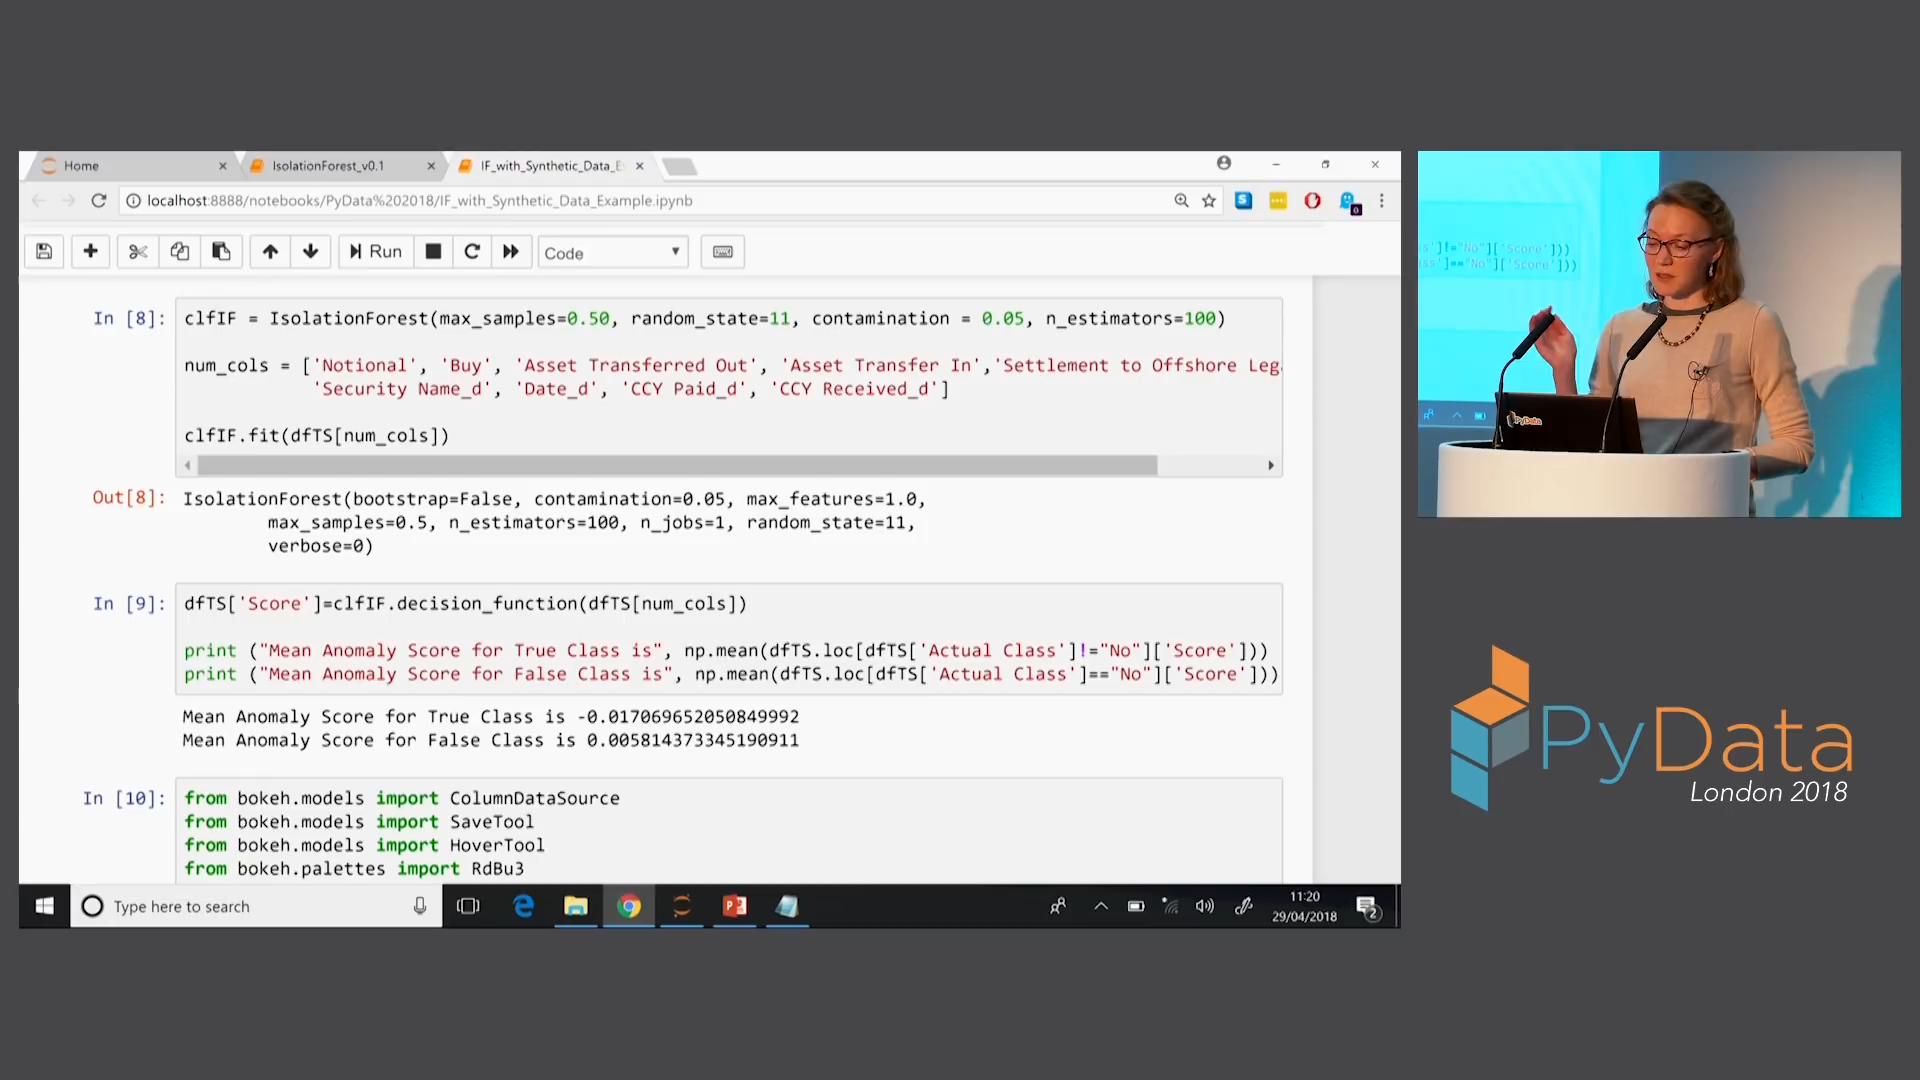 Home
IsolationForest_v0.1
IF_with_Synthetic_Data_E
localhost:8888/notebooks/PyData%202018/IF_with_Synthetic_Data_Example.ipynb
Run
Code
In [8]:
clfIF = IsolationForest(max_samples=0.50, random_state=11, contamination = 0.05, n_estimators=100)
num_cols = ['Notional', 'Buy', 'Asset Transferred Out', 'Asset Transfer In','Settlement to Offshore Leg
'Security Name_d', 'Date_d', 'CCY Paid_d', 'CCY Received_d']
clfIF.fit(dfTS[num_cols])
Out[8]:
IsolationForest(bootstrap=False, contamination=0.05, max_features=1.0,
max_samples=0.5, n_estimators=100, n_jobs=1, random_state=11,
verbose=0)
In [9]:
dfTS['Score']=clfIF.decision_function(dfTS[num_cols])
print ("Mean Anomaly Score for True Class is", np.mean(dfTS.loc[dfTS['Actual Class']!="No"]['Score']))
print ("Mean Anomaly Score for False Class is", np.mean(dfTS.loc[dfTS['Actual Class']=="No"]['Score']))
Mean Anomaly Score for True Class is -0.017069652050849992
Mean Anomaly Score for False Class is 0.005814373345190911
In [10]:
from bokeh.models import ColumnDataSource
from bokeh.models import SaveTool
from bokeh.models import HoverTool
from bokeh.palettes import RdBu3
Type here to search
11:20
29/04/2018
2
s']!="No"]['Score']))
ss']=="No"]['Score']))
PyData
PyData
London 2018